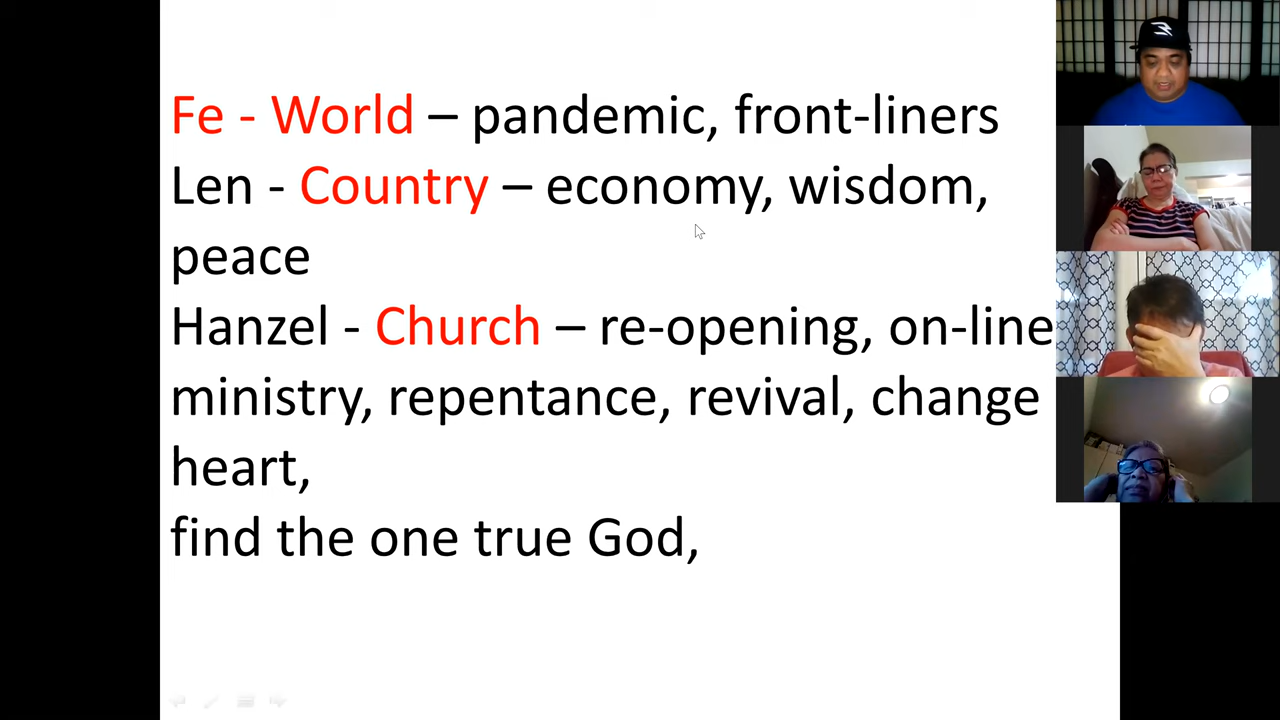 Fe - World – pandemic, front-liners
Len - Country – economy, wisdom,
peace
Hanzel - Church – re-opening, on-line
ministry, repentance, revival, change
heart,
find the one true God,